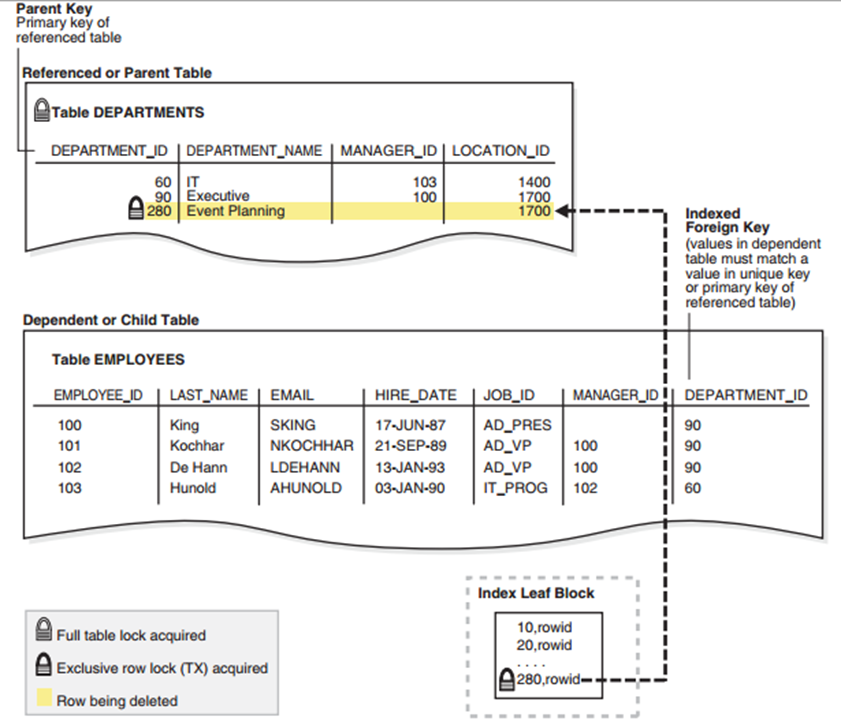 Parent Key
Primary key of
referenced table
Referenced or Parent Table
Table DEPARTMENTS
DEPARTMENT_ID DEPARTMENT_NAME MANAGER_ID LOCATION_ID
60 IT 103 1400
90 Executive 100 1700
280 Event Planning 1700
Indexed
Foreign Key
(values in dependent
table must match a
value in unique key
or primary key of
referenced table)
Dependent or Child Table
Table EMPLOYEES
EMPLOYEE_ID LAST_NAME EMAIL HIRE_DATE JOB_ID MANAGER_ID DEPARTMENT_ID
100 King SKING 17-JUN-87 AD_PRES 90
101 Kochhar NKOCHHAR 21-SEP-89 AD_VP 100 90
102 De Hann LDEHANN 13-JAN-93 AD_VP 100 90
103 Hunold AHUNOLD 03-JAN-90 IT_PROG 102 60
Index Leaf Block
10,rowid
20,rowid
. . . .
280,rowid
Full table lock acquired
Exclusive row lock (TX) acquired
Row being deleted